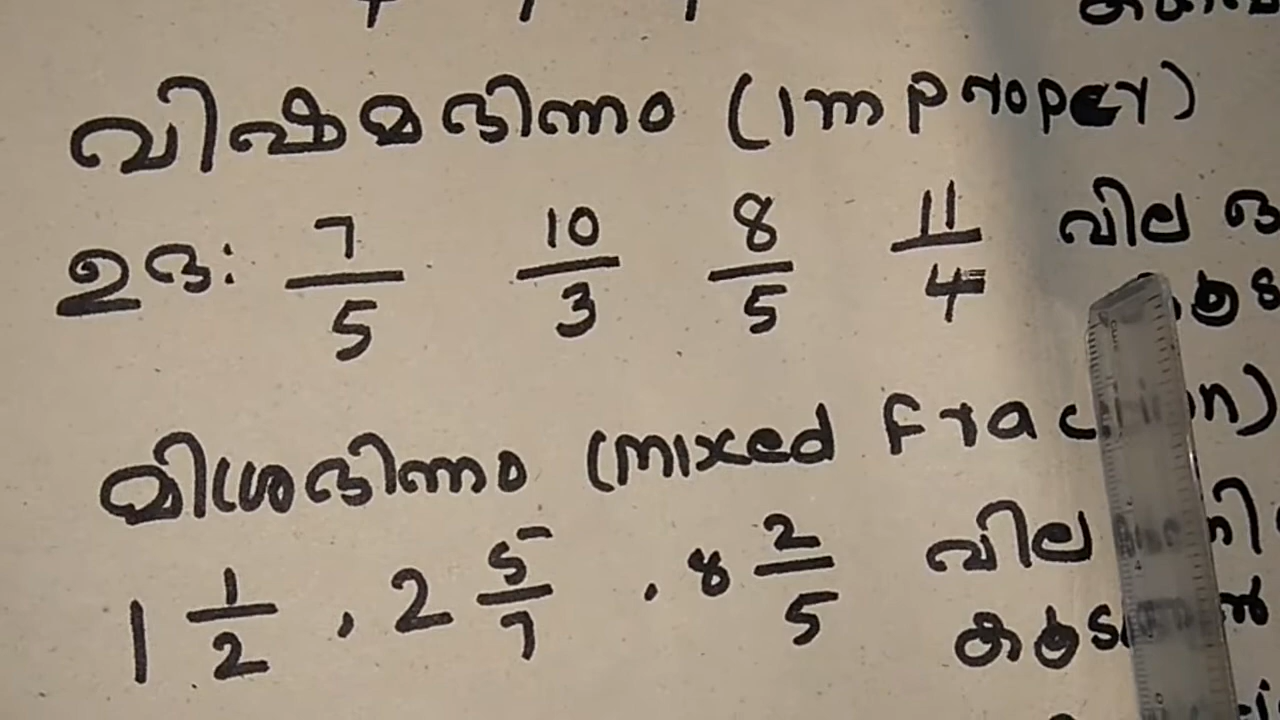 വിഷമഭിന്നം (Improper)
ഉദാ: 7/5 10/3 8/5 11/4 വില
മിശ്രഭിന്നം (mixed Fraction)
1 1/2 , 2 5/7 . 8 2/5 വില